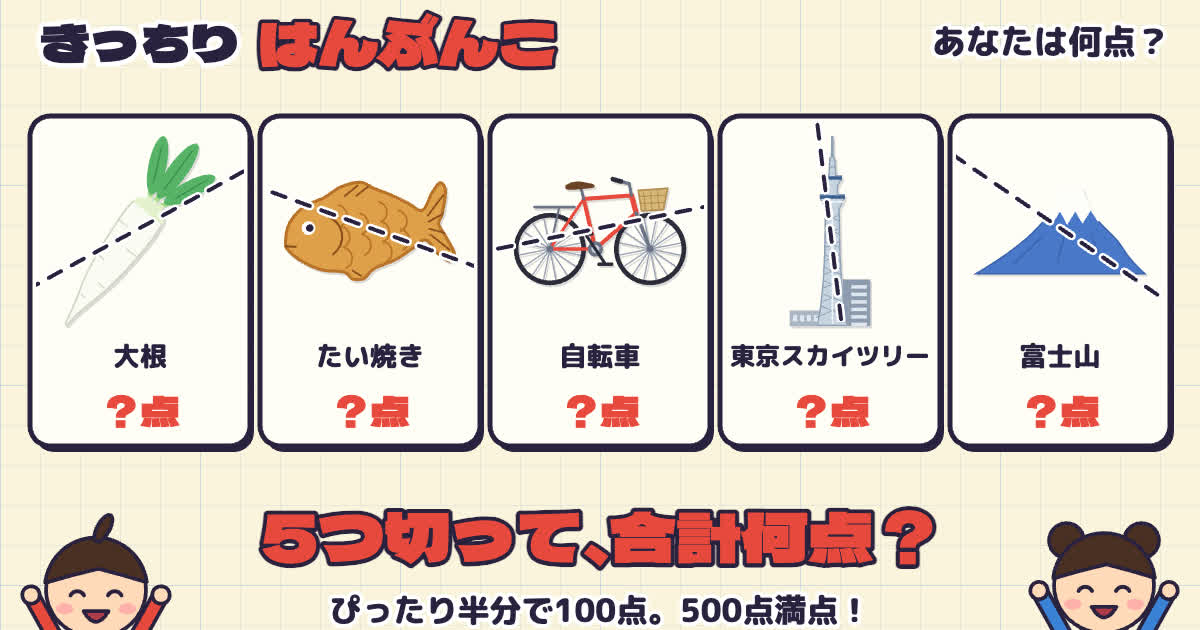 きっちり はんぶんこ
あなたは何点？
大根
？点
たい焼き
？点
自転車
？点
東京スカイツリー
？点
富士山
？点
5つ切って、合計何点？
ぴったり半分で100点。500点満点！